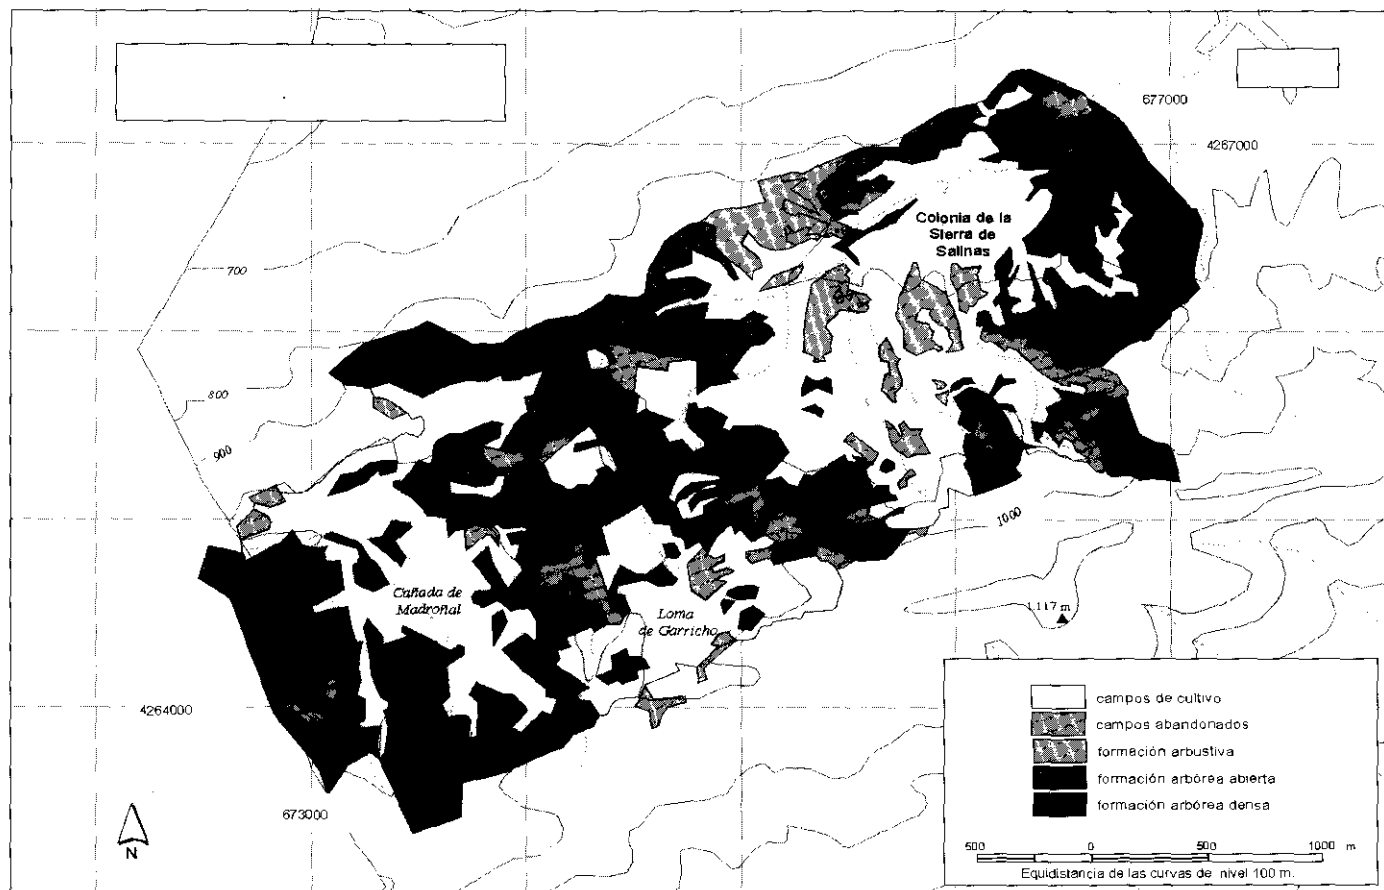 677000
4267000
Colonia de la
Sierra de
Salinas
700
800
900
1000
Cañada de
Madroñal
Loma
de Garricho
1.117 m
4264000
673000
N
campos de cultivo
campos abandonados
formación arbustiva
formación arbórea abierta
formación arbórea densa
500 0 500 1000 m
Equidistancia de las curvas de nivel 100 m.